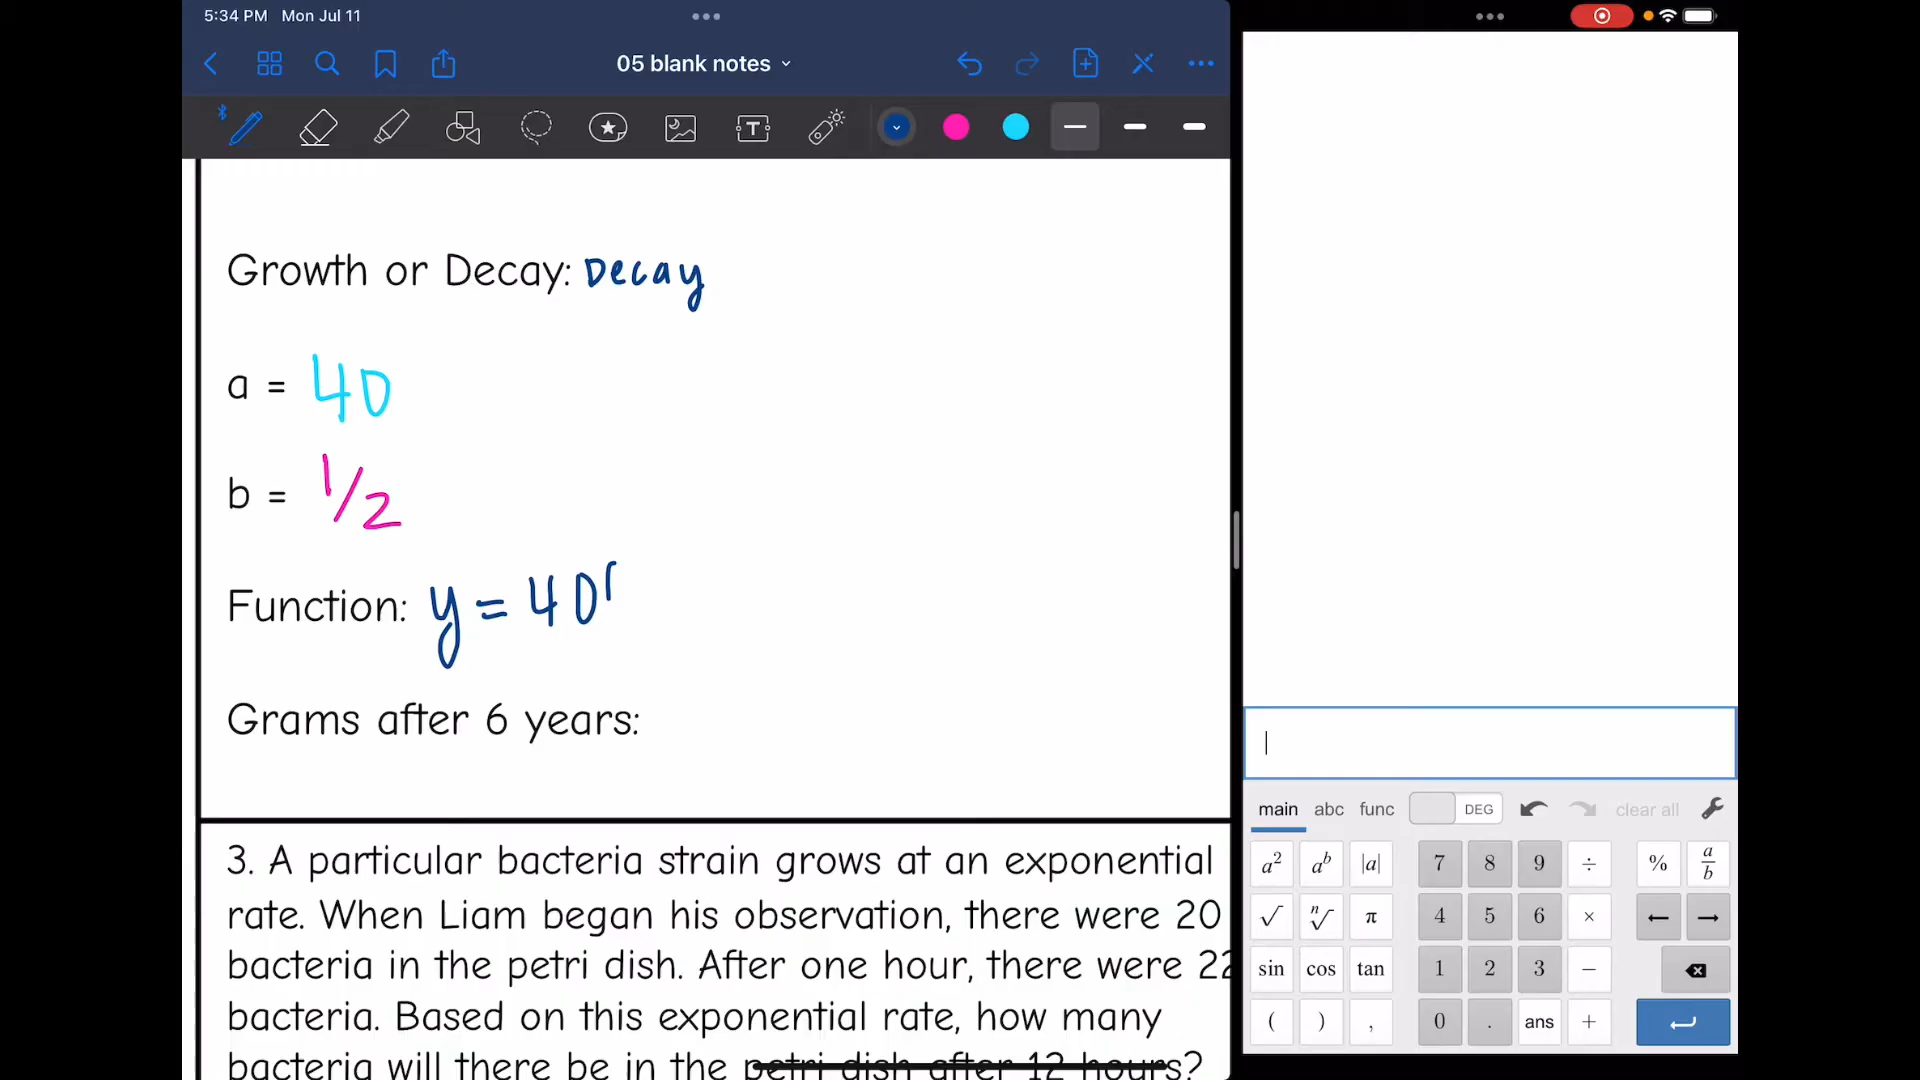 5:34 PM Mon Jul 11
05 blank notes
Growth or Decay: Decay
a = 40
b = 1/2
Function: y = 40(
Grams after 6 years:
3. A particular bacteria strain grows at an exponential
rate. When Liam began his observation, there were 20
bacteria in the petri dish. After one hour, there were 22
bacteria. Based on this exponential rate, how many
bacteria will there be in the petri dish after 12 hours?
main abc func DEG clear all
a² aᵇ |a| 7 8 9 ÷ % a/b
√ ⁿ√ π 4 5 6 × ← →
sin cos tan 1 2 3 −
( ) , 0 . ans +